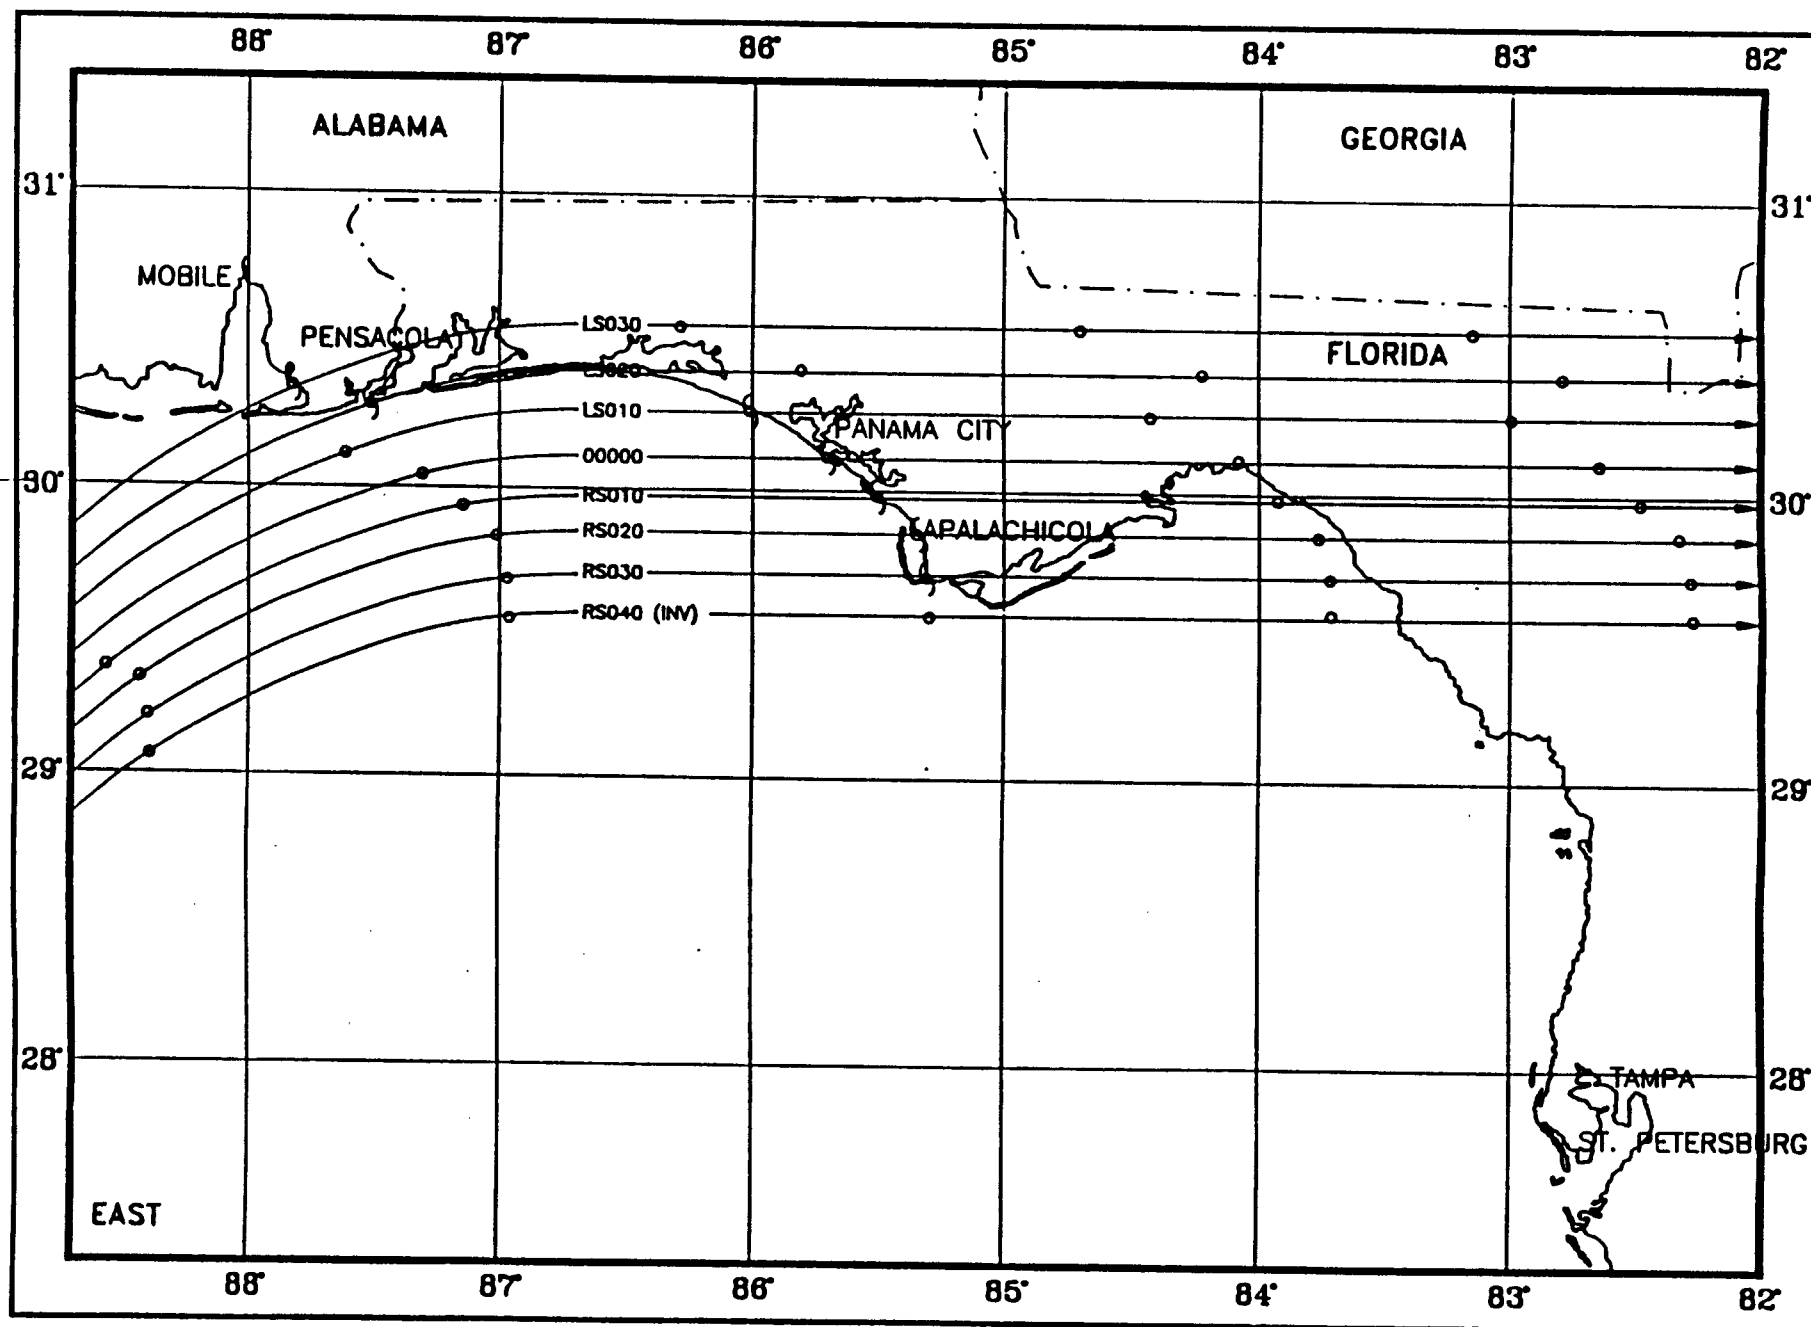 88° 87° 86° 85° 84° 83° 82°
ALABAMA
GEORGIA
31° 31°
MOBILE
PENSACOLA
LS030
FLORIDA
LS020
LS010
PANAMA CITY
00000
30° 30°
RS010
RS020
APALACHICOLA
RS030
RS040 (INV)
29° 29°
28° 28°
TAMPA
ST. PETERSBURG
EAST
88° 87° 86° 85° 84° 83° 82°